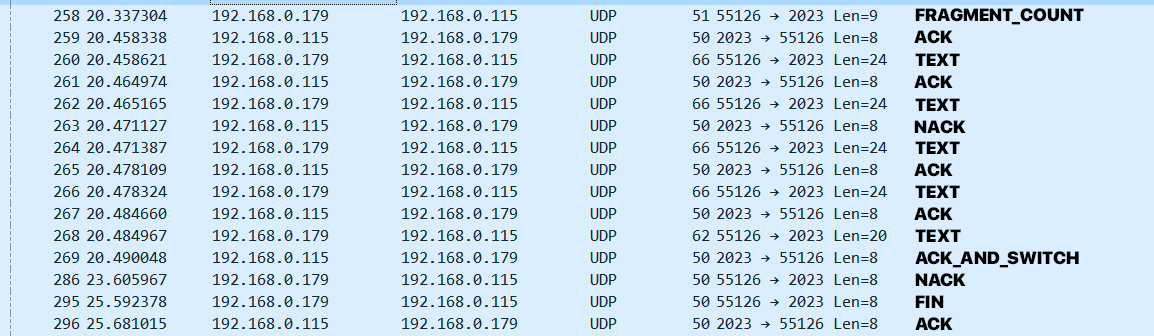 258 20.337304 192.168.0.179 192.168.0.115 UDP 51 55126 → 2023 Len=9 FRAGMENT_COUNT
259 20.458338 192.168.0.115 192.168.0.179 UDP 50 2023 → 55126 Len=8 ACK
260 20.458621 192.168.0.179 192.168.0.115 UDP 66 55126 → 2023 Len=24 TEXT
261 20.464974 192.168.0.115 192.168.0.179 UDP 50 2023 → 55126 Len=8 ACK
262 20.465165 192.168.0.179 192.168.0.115 UDP 66 55126 → 2023 Len=24 TEXT
263 20.471127 192.168.0.115 192.168.0.179 UDP 50 2023 → 55126 Len=8 NACK
264 20.471387 192.168.0.179 192.168.0.115 UDP 66 55126 → 2023 Len=24 TEXT
265 20.478109 192.168.0.115 192.168.0.179 UDP 50 2023 → 55126 Len=8 ACK
266 20.478324 192.168.0.179 192.168.0.115 UDP 66 55126 → 2023 Len=24 TEXT
267 20.484660 192.168.0.115 192.168.0.179 UDP 50 2023 → 55126 Len=8 ACK
268 20.484967 192.168.0.179 192.168.0.115 UDP 62 55126 → 2023 Len=20 TEXT
269 20.490048 192.168.0.115 192.168.0.179 UDP 50 2023 → 55126 Len=8 ACK_AND_SWITCH
286 23.605967 192.168.0.179 192.168.0.115 UDP 50 55126 → 2023 Len=8 NACK
295 25.592378 192.168.0.179 192.168.0.115 UDP 50 55126 → 2023 Len=8 FIN
296 25.681015 192.168.0.115 192.168.0.179 UDP 50 2023 → 55126 Len=8 ACK